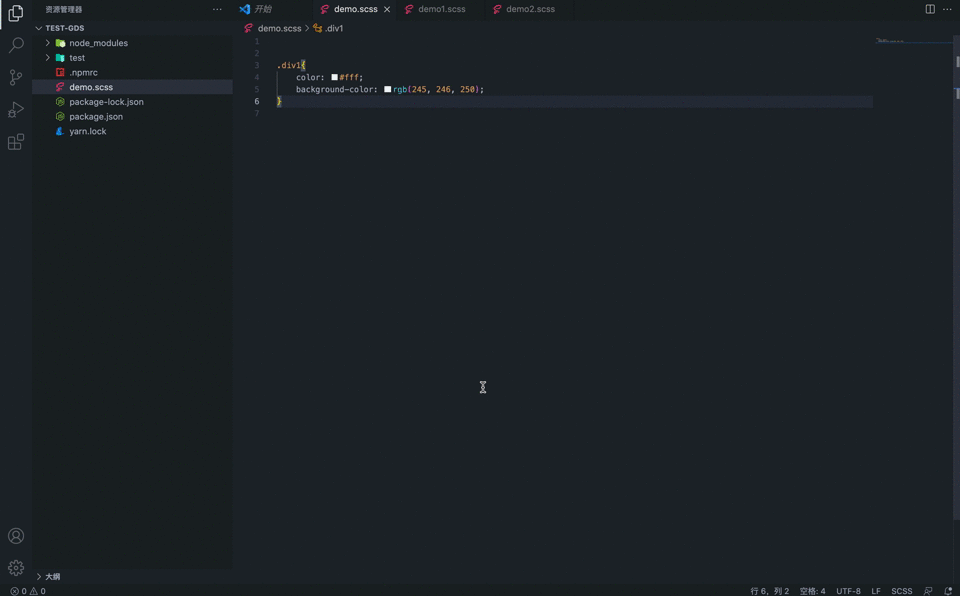 资源管理器 ···
开始 demo.scss demo1.scss demo2.scss ···
TEST-GDS
demo.scss > .div1
node_modules
test
.npmrc
demo.scss
package-lock.json
package.json
yarn.lock
1
2
3 .div1{
4 color: #fff;
5 background-color: rgb(245, 246, 250);
6 }
7
大纲
0 0 行 6，列 2 空格: 4 UTF-8 LF SCSS